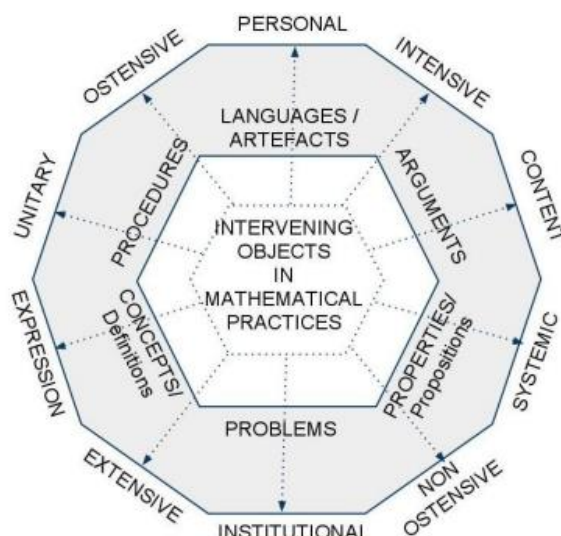 PERSONAL
OSTENSIVE
INTENSIVE
LANGUAGES /
ARTEFACTS
UNITARY
PROCEDURES
ARGUMENTS
CONTENT
INTERVENING
OBJECTS
IN
MATHEMATICAL
PRACTICES
EXPRESSION
CONCEPTS/
Definitions
PROPERTIES/
Propositions
SYSTEMIC
PROBLEMS
EXTENSIVE
NON
OSTENSIVE
INSTITUTIONAL